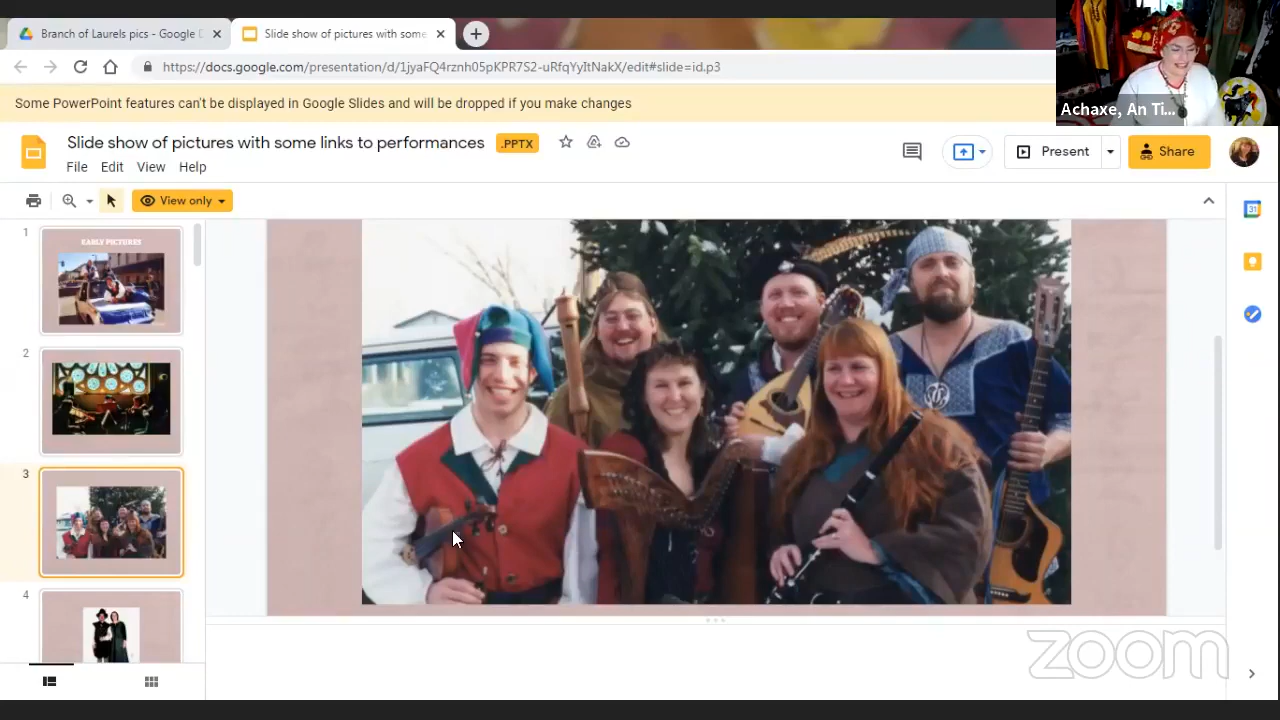 Branch of Laurels pics - Google D
Slide show of pictures with some
https://docs.google.com/presentation/d/1jyaFQ4rznh05pKPR7S2-uRfqYyItNakX/edit#slide=id.p3
Achaxe, An Ti...
Some PowerPoint features can't be displayed in Google Slides and will be dropped if you make changes
Slide show of pictures with some links to performances .PPTX
Present
Share
File Edit View Help
View only
31
1
EARLY PICTURES
2
3
4
zoom